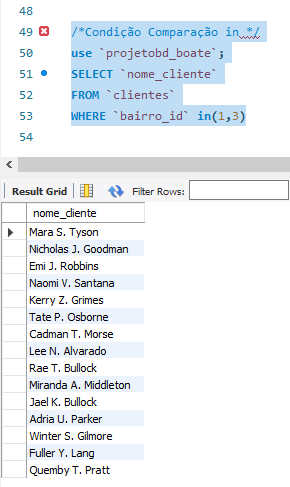 48
49 /*Condição Comparação in */
50 use `projetobd_boate`;
51 SELECT `nome_cliente`
52 FROM `clientes`
53 WHERE `bairro_id` in(1,3)
54
Result Grid Filter Rows:
nome_cliente
Mara S. Tyson
Nicholas J. Goodman
Emi J. Robbins
Naomi V. Santana
Kerry Z. Grimes
Tate P. Osborne
Cadman T. Morse
Lee N. Alvarado
Rae T. Bullock
Miranda A. Middleton
Jael K. Bullock
Adria U. Parker
Winter S. Gilmore
Fuller Y. Lang
Quemby T. Pratt